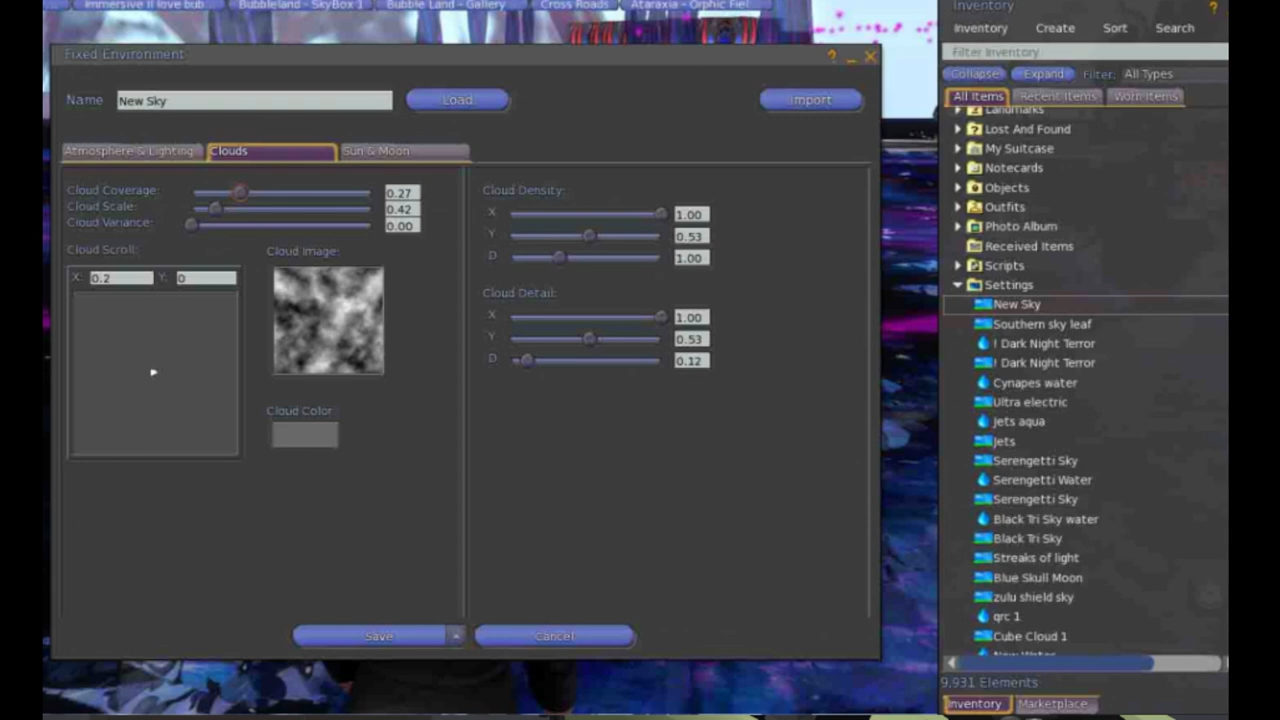 Immersive II love bub
Bubbleland - SkyBox 1
Bubble Land - Gallery
Cross Roads
Ataraxia - Orphic Fiel
Fixed Environment
Name New Sky Load Import
Atmosphere & Lighting Clouds Sun & Moon
Cloud Coverage: 0.27
Cloud Scale: 0.42
Cloud Variance: 0.00
Cloud Scroll:
X: 0.2 Y: 0
Cloud Image:
Cloud Color:
Cloud Density:
X 1.00
Y 0.53
D 1.00
Cloud Detail:
X 1.00
Y 0.53
D 0.12
Save Cancel
Inventory
Inventory Create Sort Search
Filter Inventory
Collapse Expand Filter: All Types
All Items Recent Items Worn Items
Landmarks
Lost And Found
My Suitcase
Notecards
Objects
Outfits
Photo Album
Received Items
Scripts
Settings
New Sky
Southern sky leaf
! Dark Night Terror
! Dark Night Terror
Cynapes water
Ultra electric
Jets aqua
Jets
Serengetti Sky
Serengetti Water
Serengetti Sky
Black Tri Sky water
Black Tri Sky
Streaks of light
Blue Skull Moon
zulu shield sky
qrc 1
Cube Cloud 1
New Water
9,931 Elements
Inventory Marketplace